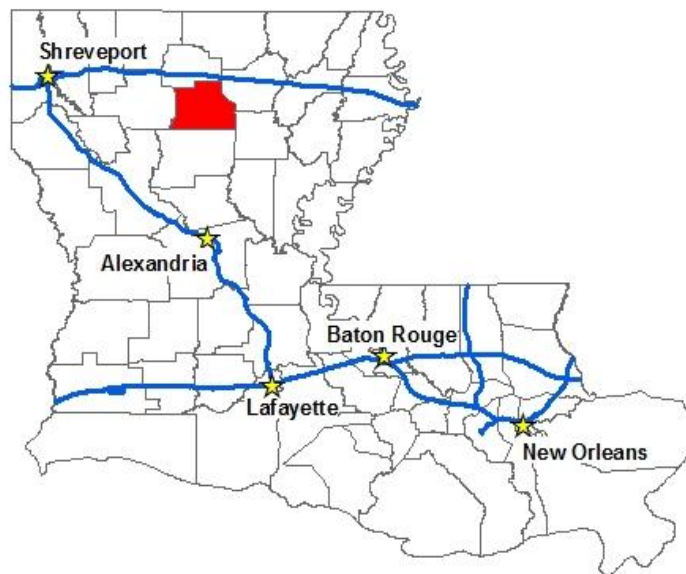 Shreveport
Alexandria
Baton Rouge
Lafayette
New Orleans